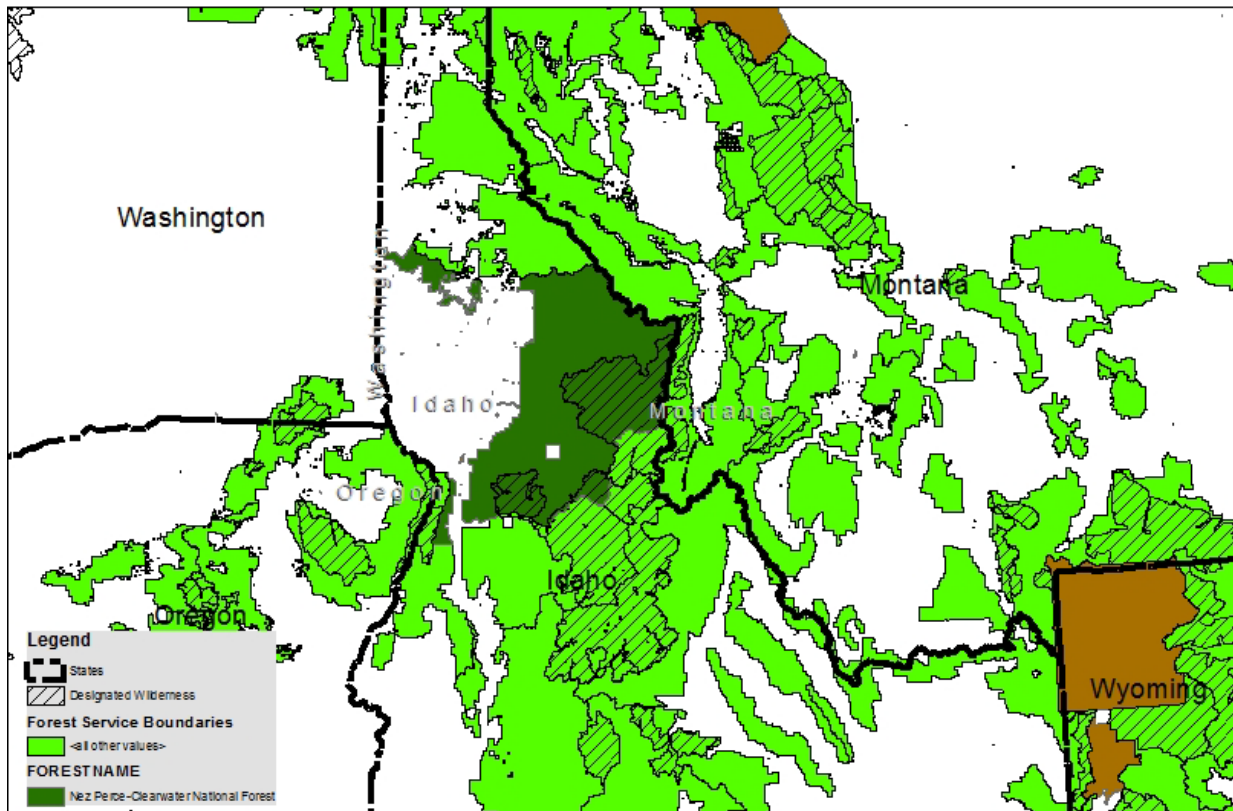 Washington
Washington
Montana
Idaho
Montana
Oregon
Idaho
Oregon
Wyoming
Legend
States
Designated Wilderness
Forest Service Boundaries
<all other values>
FORESTNAME
Nez Perce-Clearwater National Forest